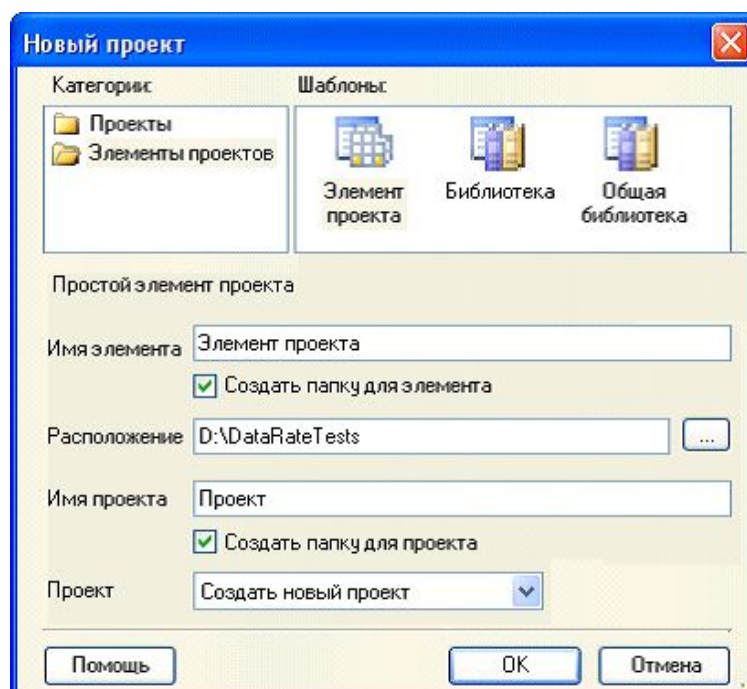 Новый проект
Категории: Шаблоны:
Проекты
Элементы проектов
Элемент проекта
Библиотека
Общая библиотека
Простой элемент проекта
Имя элемента Элемент проекта
Создать папку для элемента
Расположение D:\DataRateTests ...
Имя проекта Проект
Создать папку для проекта
Проект Создать новый проект
Помощь OK Отмена